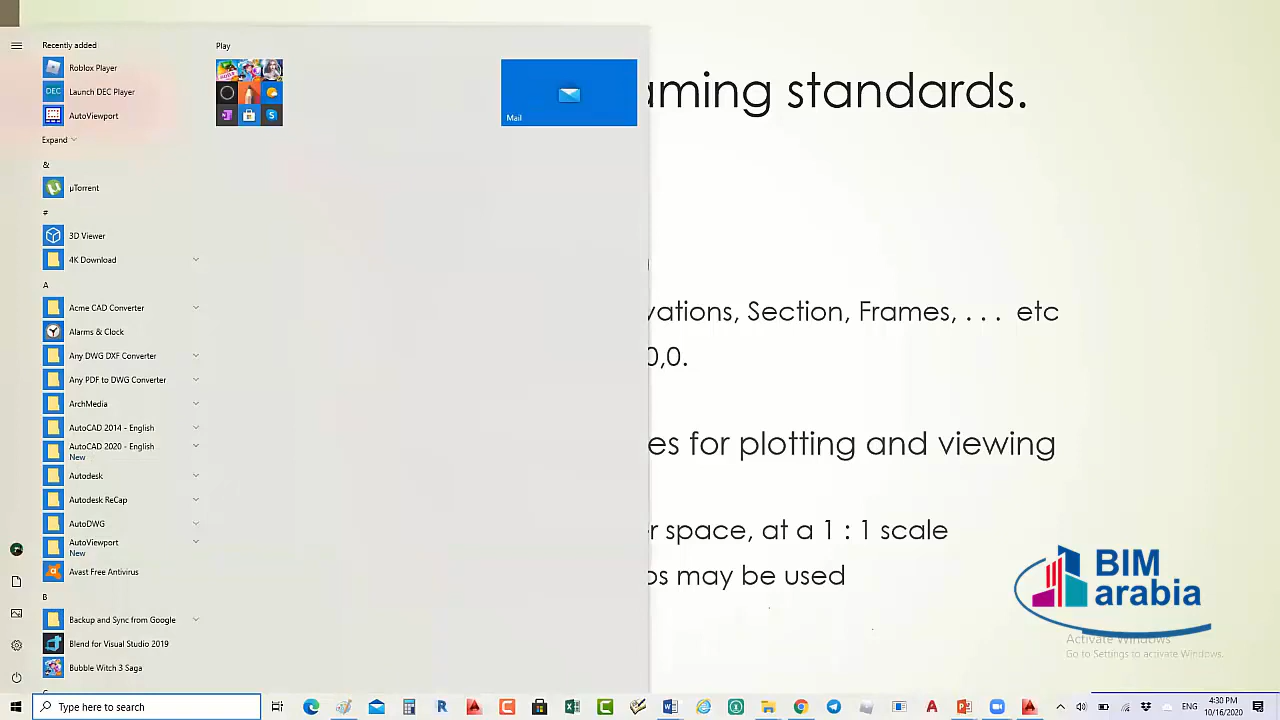 Recently added
Play
Roblox Player
DEC
Launch DEC Player
AutoViewport
Expand
Mail
aming standards.
&
µTorrent
#
3D Viewer
4K Download
A
Acme CAD Converter
Alarms & Clock
vations, Section, Frames, . . . etc
Any DWG DXF Converter
0,0.
Any PDF to DWG Converter
ArchMedia
AutoCAD 2014 - English
AutoCAD 2020 - English
New
es for plotting and viewing
Autodesk
Autodesk ReCap
AutoDWG
r space, at a 1 : 1 scale
AutoViewport
New
Avast Free Antivirus
os may be used
BIM
arabia
B
Backup and Sync from Google
Blend for Visual Studio 2019
Bubble Witch 3 Saga
Activate Windows
Go to Settings to activate Windows.
Type here to search
ENG
4:30 PM
10/16/2020